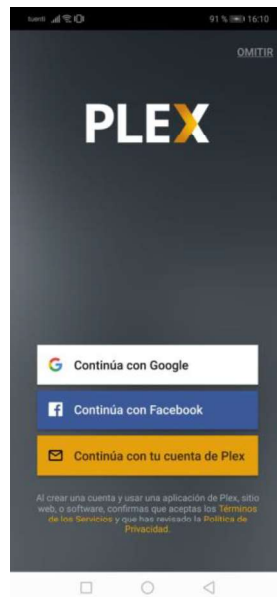 tuenti 91 % 16:10
OMITIR
PLEX
Continúa con Google
Continúa con Facebook
Continúa con tu cuenta de Plex
Al crear una cuenta y usar una aplicación de Plex, sitio
web, o software, confirmas que aceptas los Términos
de los Servicios y que has revisado la Política de
Privacidad.